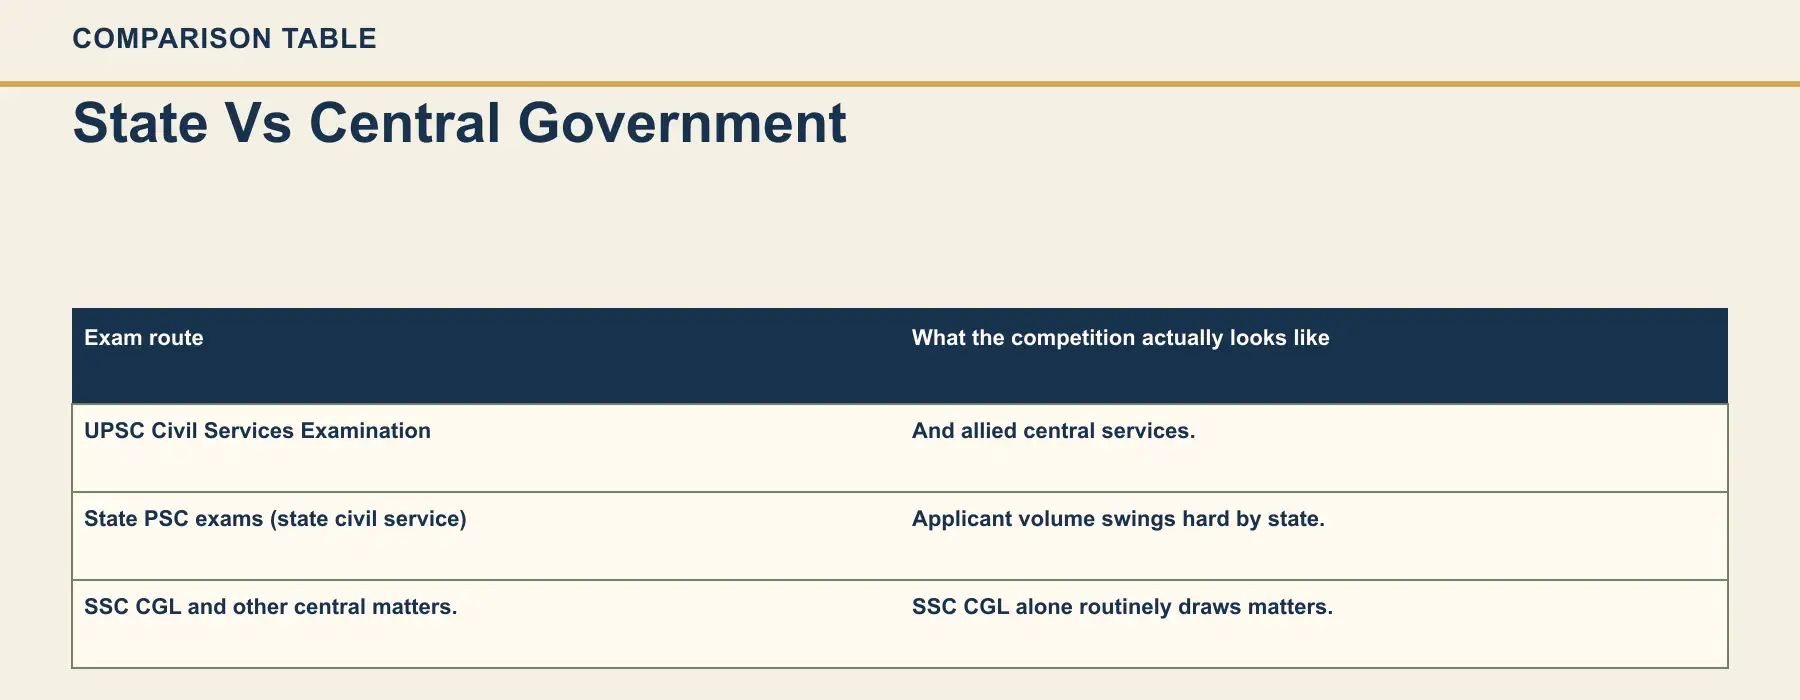 COMPARISON TABLE
State Vs Central Government
Exam route
What the competition actually looks like
UPSC Civil Services Examination
And allied central services.
State PSC exams (state civil service)
Applicant volume swings hard by state.
SSC CGL and other central matters.
SSC CGL alone routinely draws matters.